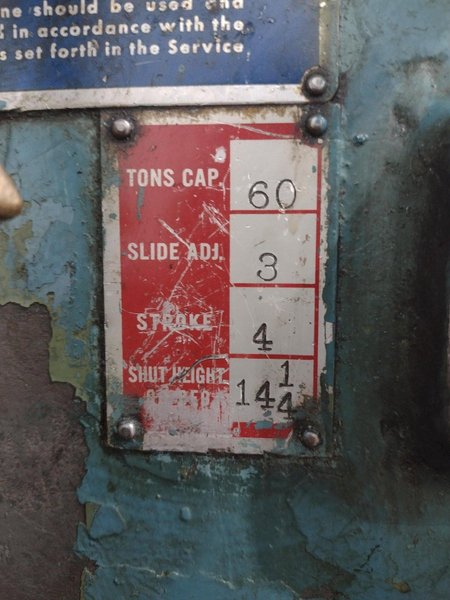 ne should be used and
in accordance with the
s set forth in the Service
TONS CAP. 60
SLIDE ADJ. 3
STROKE 4
SHUT HEIGHT 14 1/4